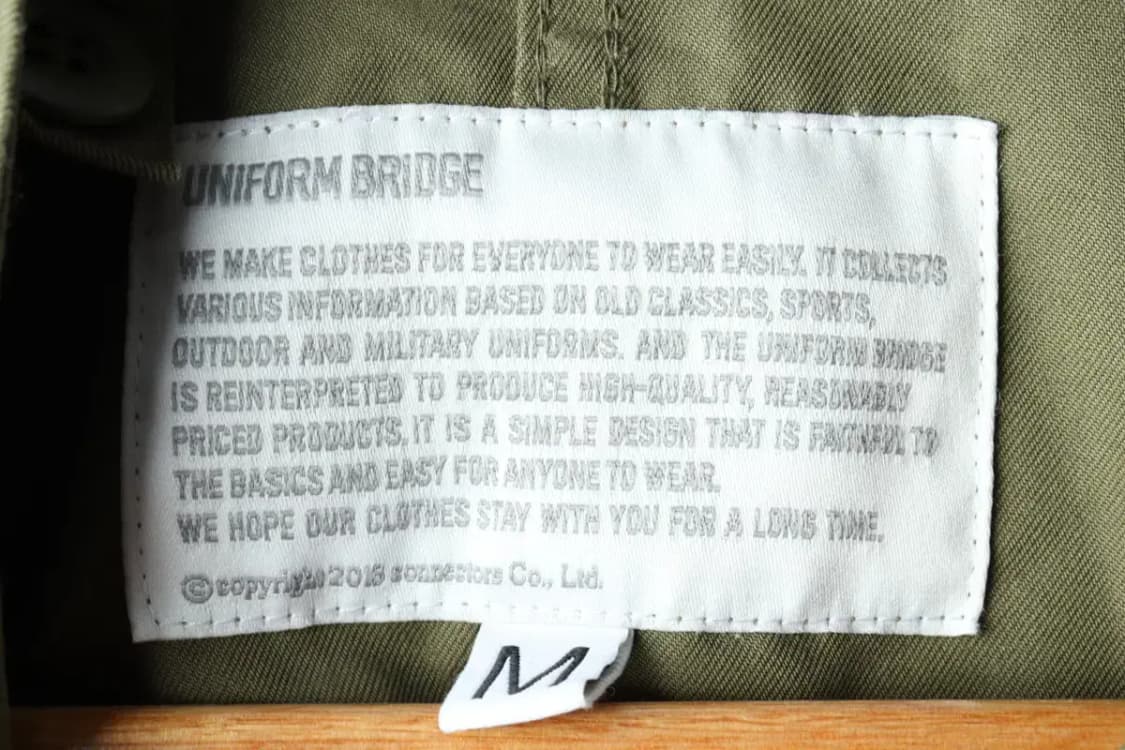 UNIFORM BRIDGE
WE MAKE CLOTHES FOR EVERYONE TO WEAR EASILY. IT COLLECTS
VARIOUS INFORMATION BASED ON OLD CLASSICS, SPORTS,
OUTDOOR AND MILITARY UNIFORMS. AND THE UNIFORM BRIDGE
IS REINTERPRETED TO PRODUCE HIGH-QUALITY, REASONABLY
PRICED PRODUCTS. IT IS A SIMPLE DESIGN THAT IS FAITHFUL TO
THE BASICS AND EASY FOR ANYONE TO WEAR.
WE HOPE OUR CLOTHES STAY WITH YOU FOR A LONG TIME.
©copyright Co., Ltd.
M